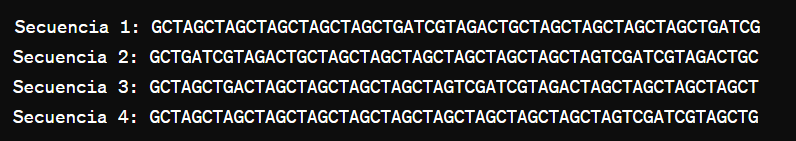 Secuencia 1: GCTAGCTAGCTAGCTAGCTAGCTGATCGTAGACTGCTAGCTAGCTAGCTAGCTGATCG
Secuencia 2: GCTGATCGTAGACTGCTAGCTAGCTAGCTAGCTAGCTAGCTAGTCGATCGTAGACTGC
Secuencia 3: GCTAGCTGACTAGCTAGCTAGCTAGCTAGTCGATCGTAGACTAGCTAGCTAGCTAGCT
Secuencia 4: GCTAGCTAGCTAGCTAGCTAGCTAGCTAGCTAGCTAGCTAGCTAGTCGATCGTAGCTG